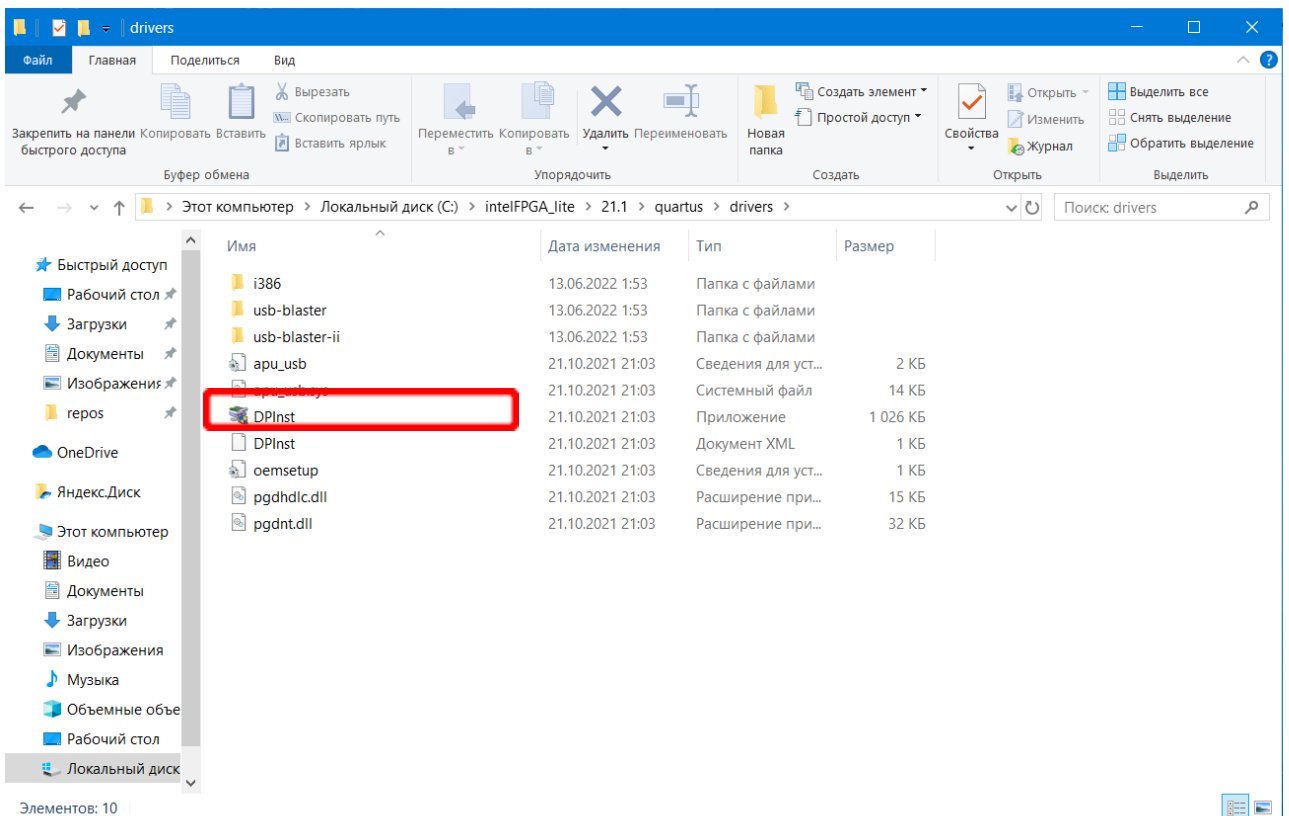 drivers
Файл Главная Поделиться Вид
Закрепить на панели быстрого доступа
Копировать
Вставить
Вырезать
Скопировать путь
Вставить ярлык
Буфер обмена
Переместить в
Копировать в
Удалить
Переименовать
Упорядочить
Новая папка
Создать элемент
Простой доступ
Создать
Свойства
Открыть
Изменить
Журнал
Открыть
Выделить все
Снять выделение
Обратить выделение
Выделить
Этот компьютер > Локальный диск (C:) > intelFPGA_lite > 21.1 > quartus > drivers >
Поиск: drivers
Быстрый доступ
Рабочий стол
Загрузки
Документы
Изображения
repos
OneDrive
Яндекс.Диск
Этот компьютер
Видео
Документы
Загрузки
Изображения
Музыка
Объемные объе
Рабочий стол
Локальный диск
Имя Дата изменения Тип Размер
i386 13.06.2022 1:53 Папка с файлами
usb-blaster 13.06.2022 1:53 Папка с файлами
usb-blaster-ii 13.06.2022 1:53 Папка с файлами
apu_usb 21.10.2021 21:03 Сведения для уст... 2 КБ
apu_usb.sys 21.10.2021 21:03 Системный файл 14 КБ
DPInst 21.10.2021 21:03 Приложение 1 026 КБ
DPInst 21.10.2021 21:03 Документ XML 1 КБ
oemsetup 21.10.2021 21:03 Сведения для уст... 1 КБ
pgdhdlc.dll 21.10.2021 21:03 Расширение при... 15 КБ
pgdnt.dll 21.10.2021 21:03 Расширение при... 32 КБ
Элементов: 10